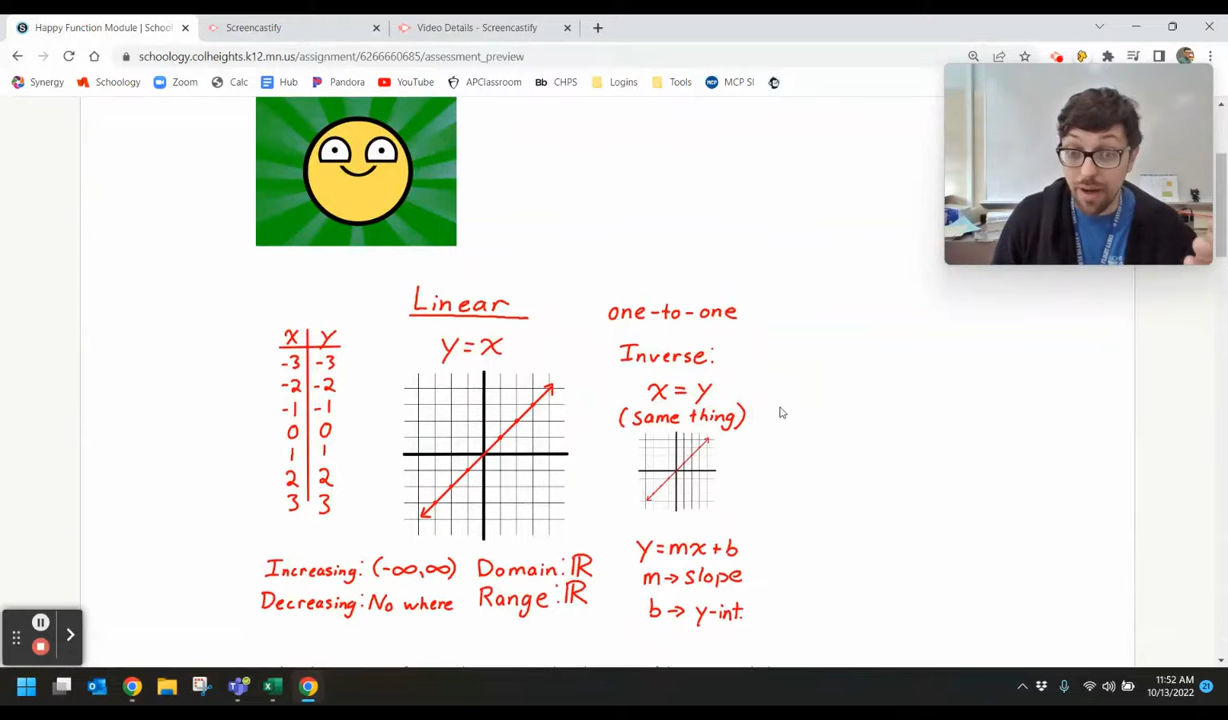 Happy Function Module | School
Screencastify
Video Details - Screencastify
schoology.colheights.k12.mn.us/assignment/6266660685/assessment_preview
Synergy
Schoology
Zoom
Calc
Hub
Pandora
YouTube
APClassroom
Bb CHPS
Logins
Tools
MCP SI
Linear
one-to-one
x y
y=x
Inverse:
-3 -3
-2 -2
x = y
-1 -1
(same thing)
0 0
1 1
2 2
3 3
y=mx+b
Increasing: (-∞,∞) Domain: ℝ
m→slope
Decreasing: No where Range: ℝ
b→ y-int.
11:52 AM
10/13/2022
21